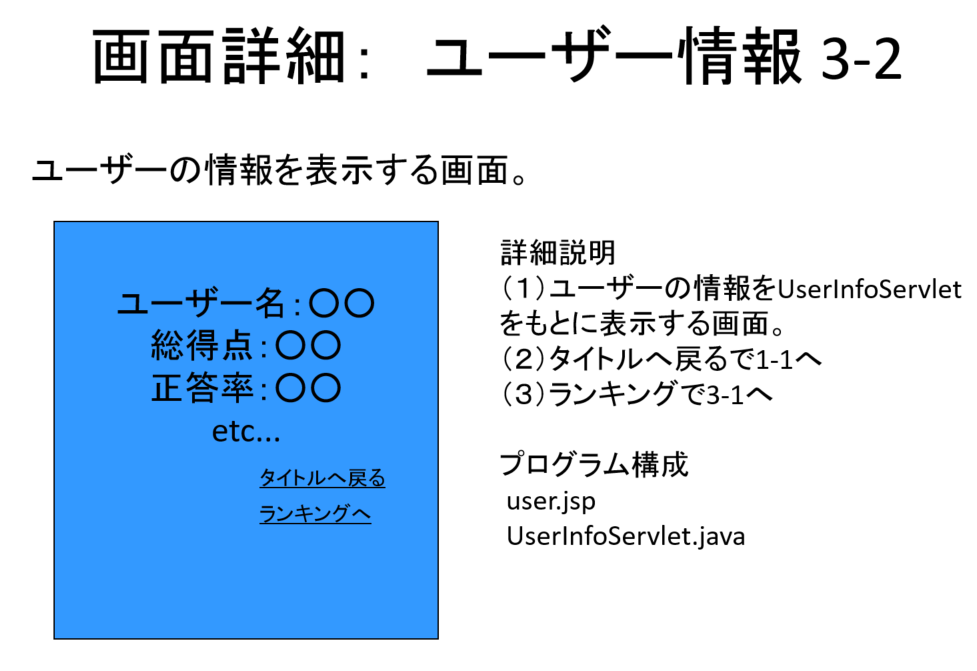 画面詳細： ユーザー情報 3-2
ユーザーの情報を表示する画面。
ユーザー名：〇〇
総得点：〇〇
正答率：〇〇
etc...
タイトルへ戻る
ランキングへ
詳細説明
（１）ユーザーの情報をUserInfoServlet
をもとに表示する画面。
（２）タイトルへ戻るで1-1へ
（３）ランキングで3-1へ
プログラム構成
user.jsp
UserInfoServlet.java